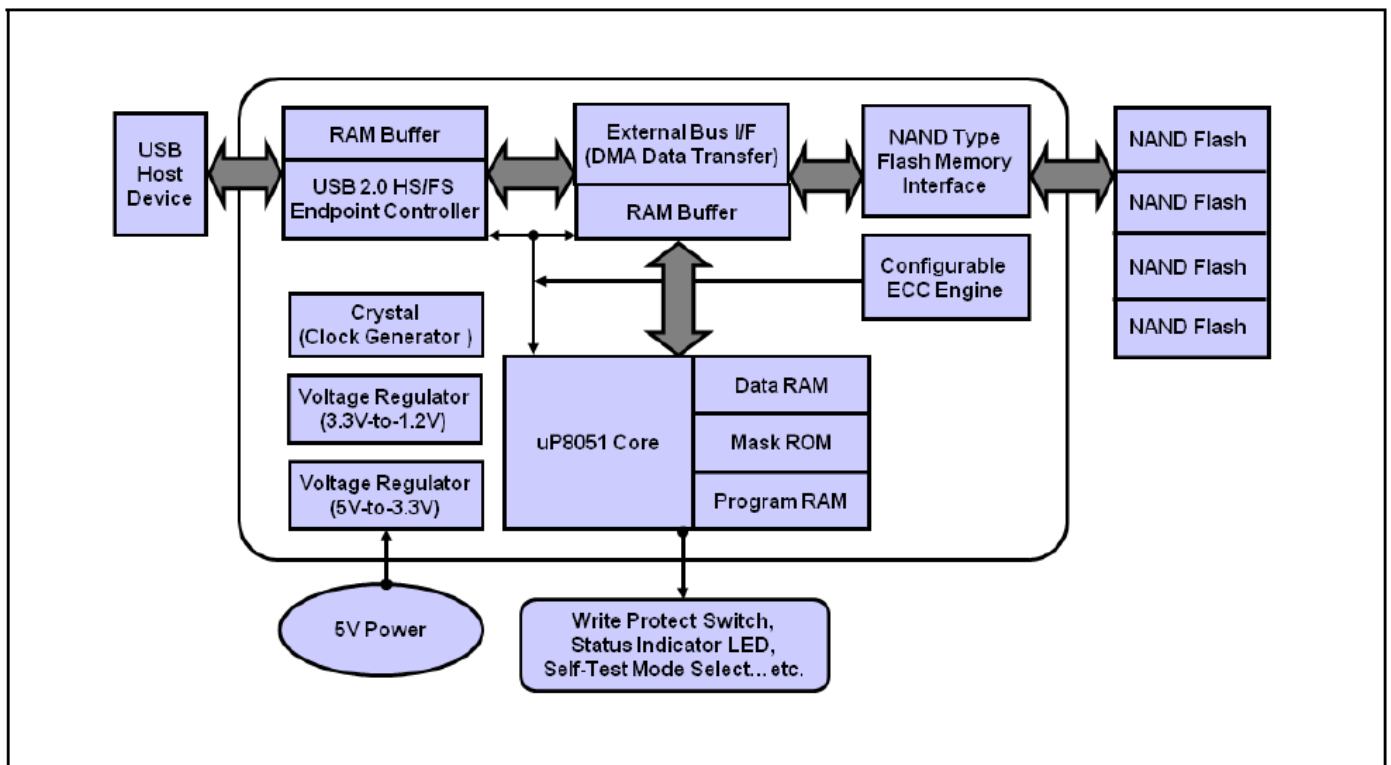 USB
Host
Device
RAM Buffer
USB 2.0 HS/FS
Endpoint Controller
External Bus I/F
(DMA Data Transfer)
RAM Buffer
NAND Type
Flash Memory
Interface
NAND Flash
NAND Flash
NAND Flash
NAND Flash
Configurable
ECC Engine
Crystal
(Clock Generator )
Voltage Regulator
(3.3V-to-1.2V)
Voltage Regulator
(5V-to-3.3V)
uP8051 Core
Data RAM
Mask ROM
Program RAM
5V Power
Write Protect Switch,
Status Indicator LED,
Self-Test Mode Select... etc.